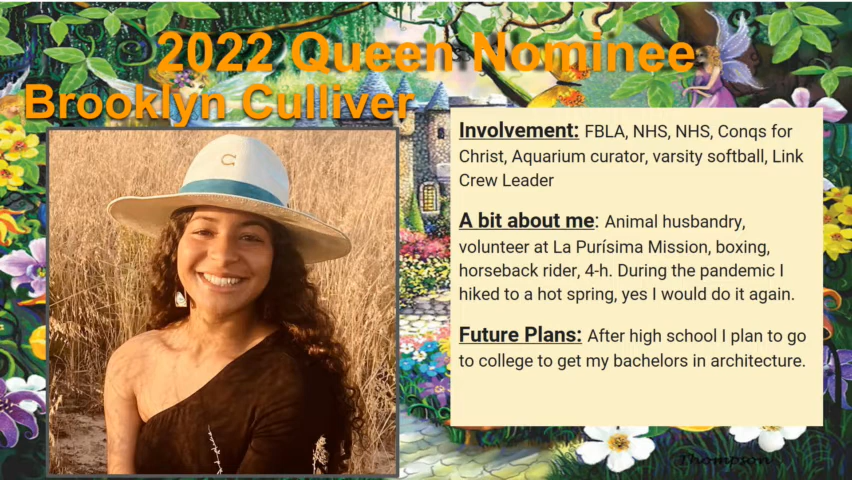 2022 Queen Nominee
Brooklyn Culliver
Involvement: FBLA, NHS, NHS, Conqs for
Christ, Aquarium curator, varsity softball, Link
Crew Leader
A bit about me: Animal husbandry,
volunteer at La Purísima Mission, boxing,
horseback rider, 4-h. During the pandemic I
hiked to a hot spring, yes I would do it again.
Future Plans: After high school I plan to go
to college to get my bachelors in architecture.
Thompson